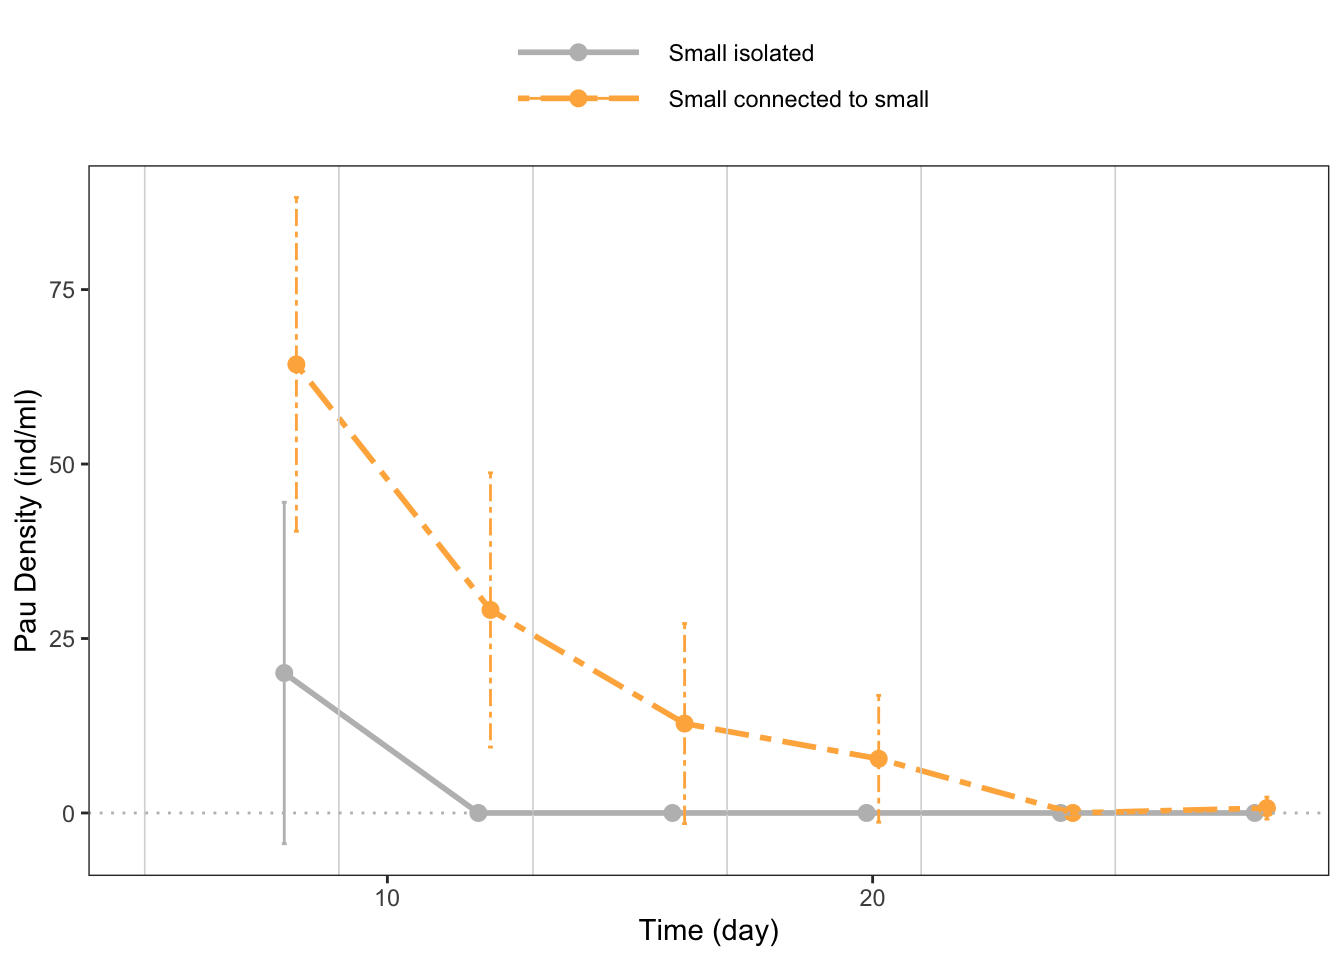 Small isolated
Small connected to small
75
50
25
0
Pau Density (ind/ml)
10 20
Time (day)